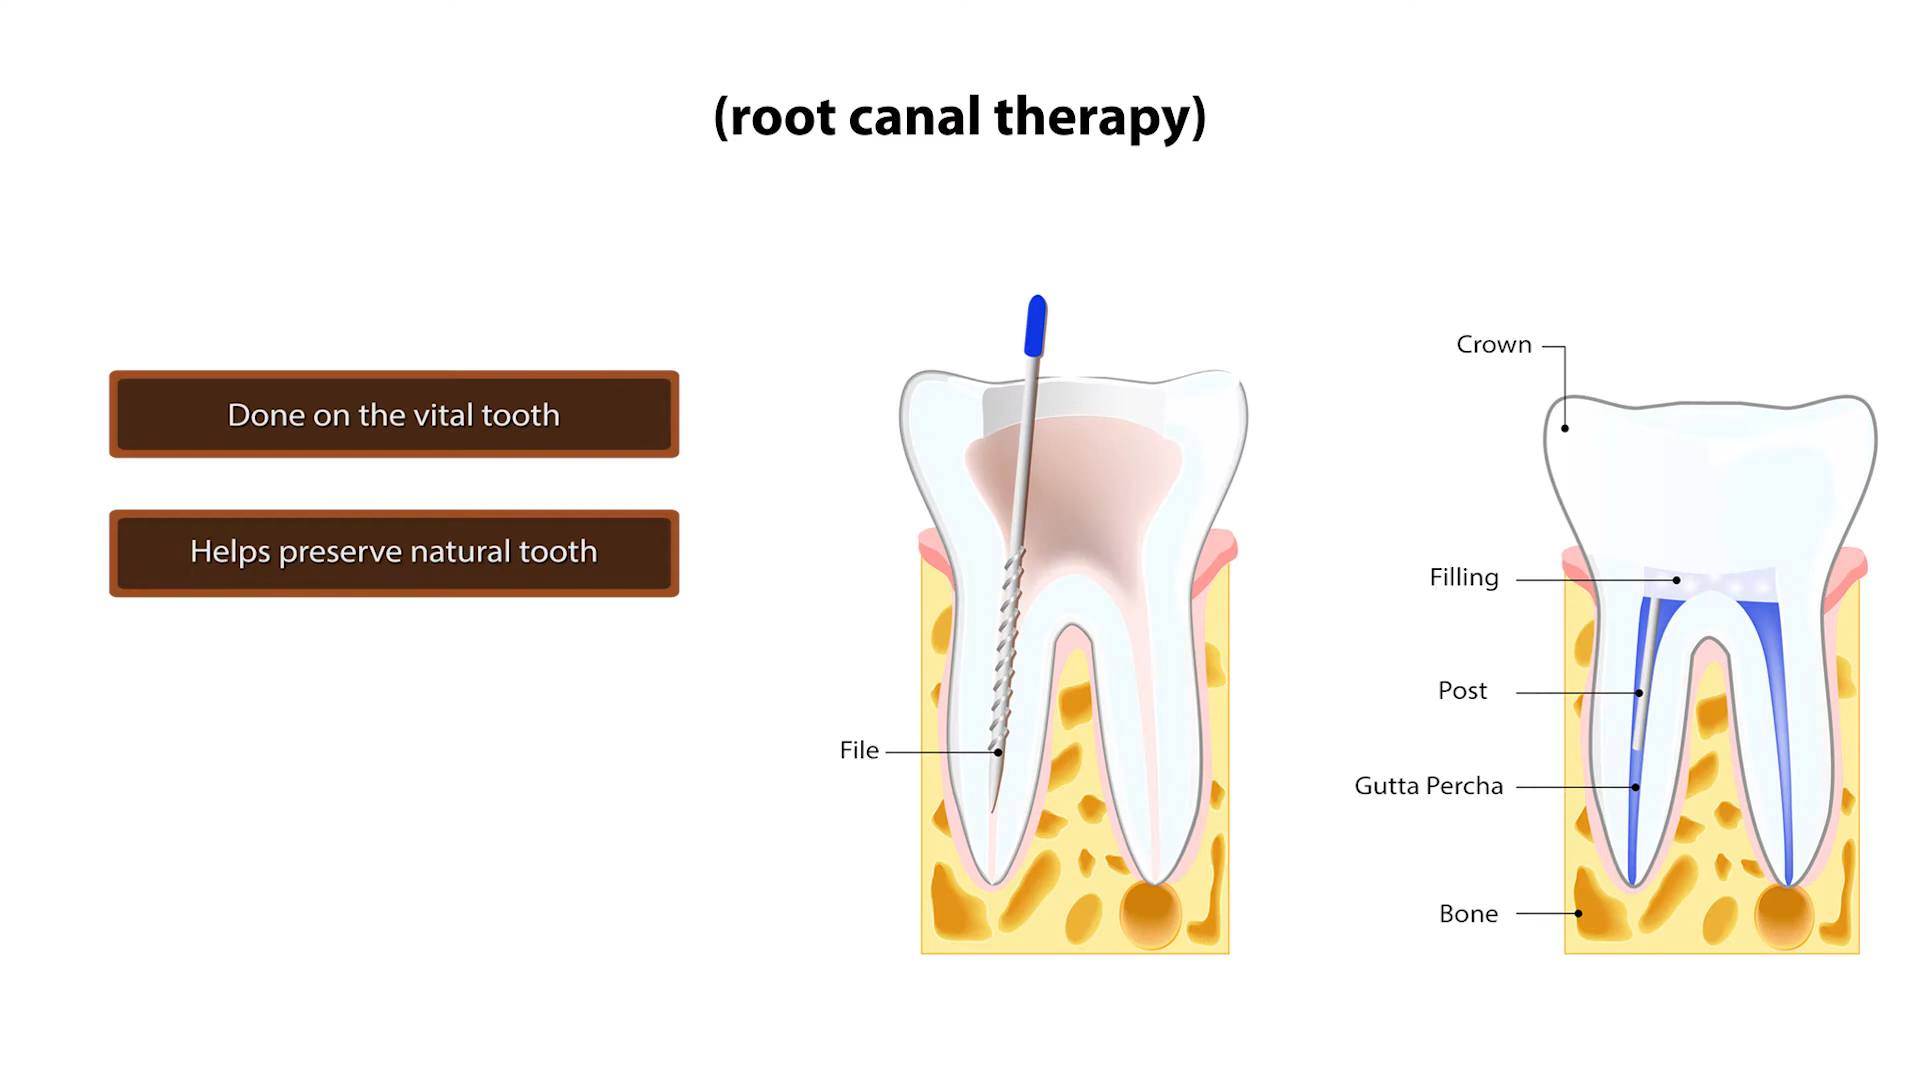 (root canal therapy)
Done on the vital tooth
Helps preserve natural tooth
File
Crown
Filling
Post
Gutta Percha
Bone